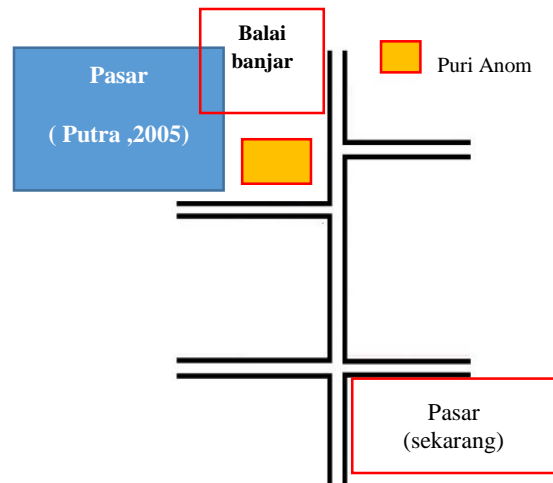 Balai
banjar
Pasar
( Putra ,2005)
Puri Anom
Pasar
(sekarang)